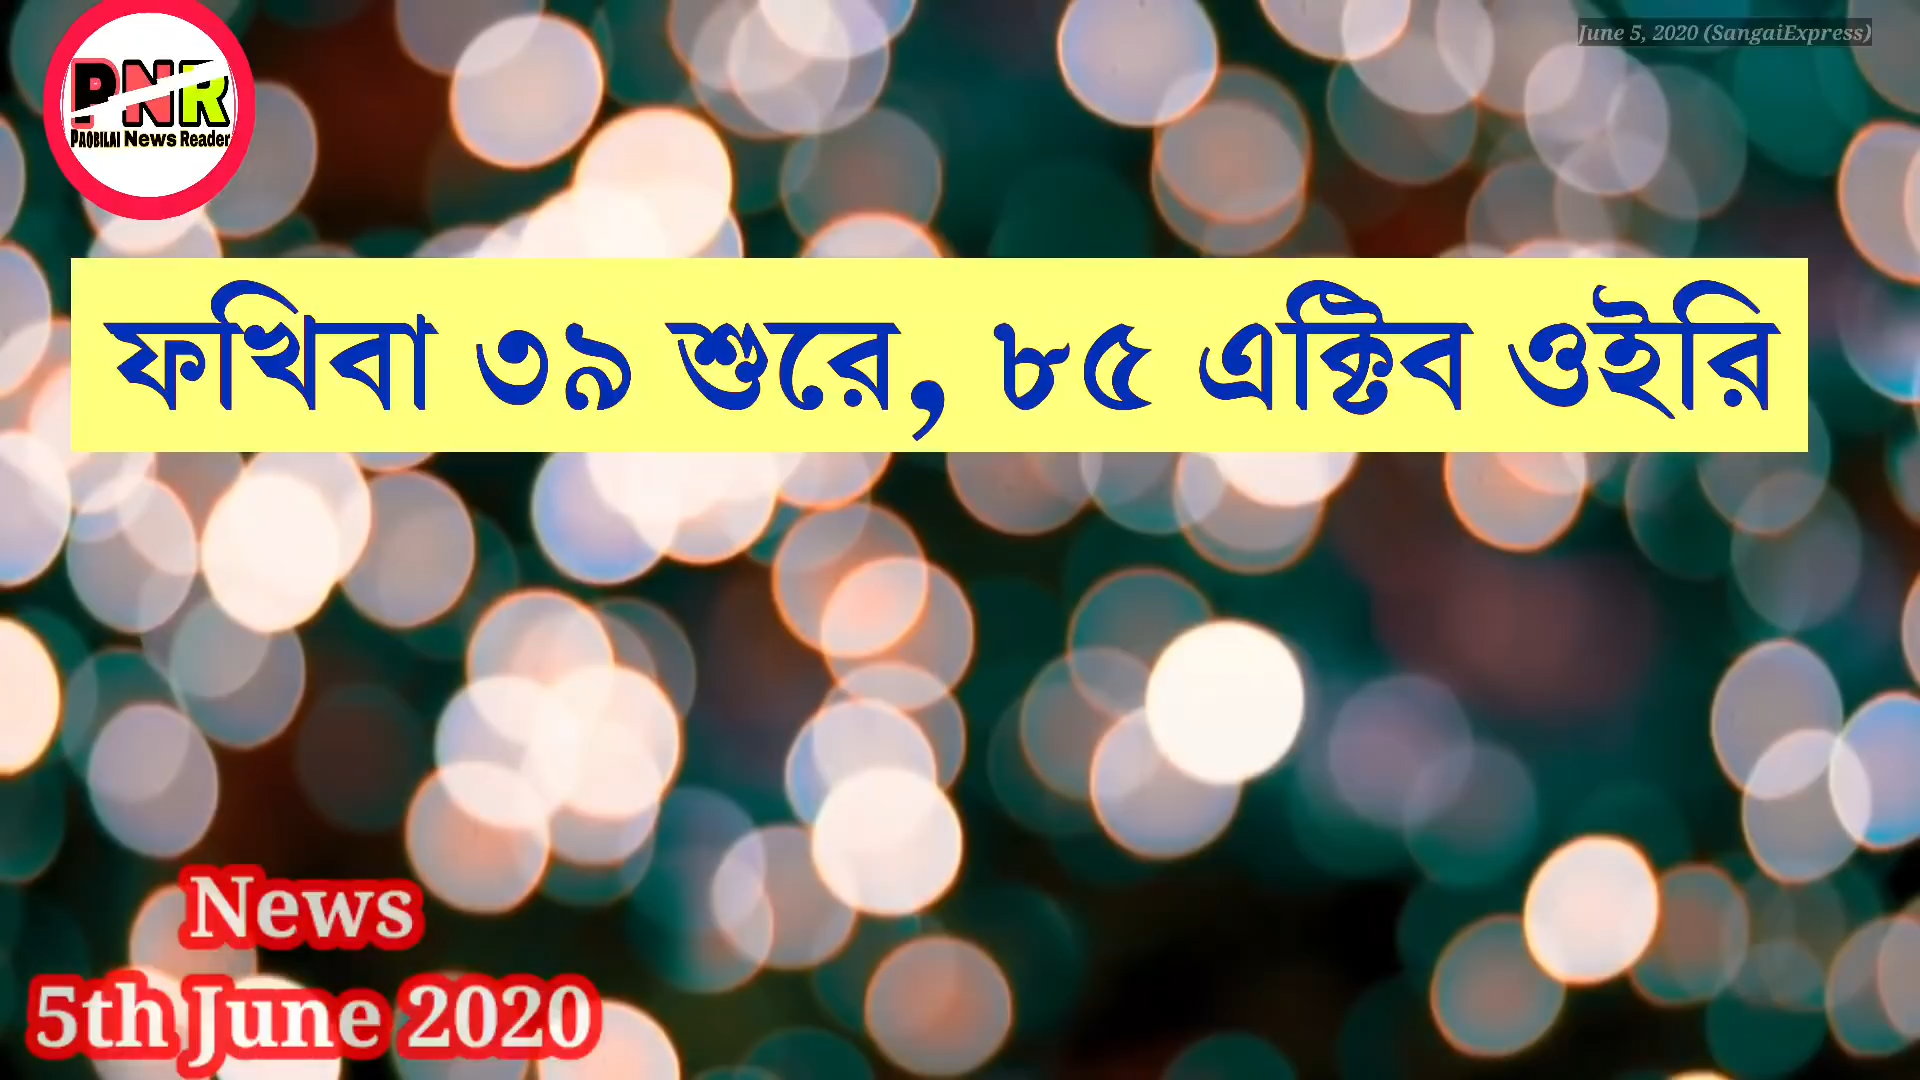 June 5, 2020 (SangaiExpress)
PNR
PAOBILAI News Reader
ফখিবা ৩৯ শুরে, ৮৫ এক্টিব ওইরি
News
5th June 2020